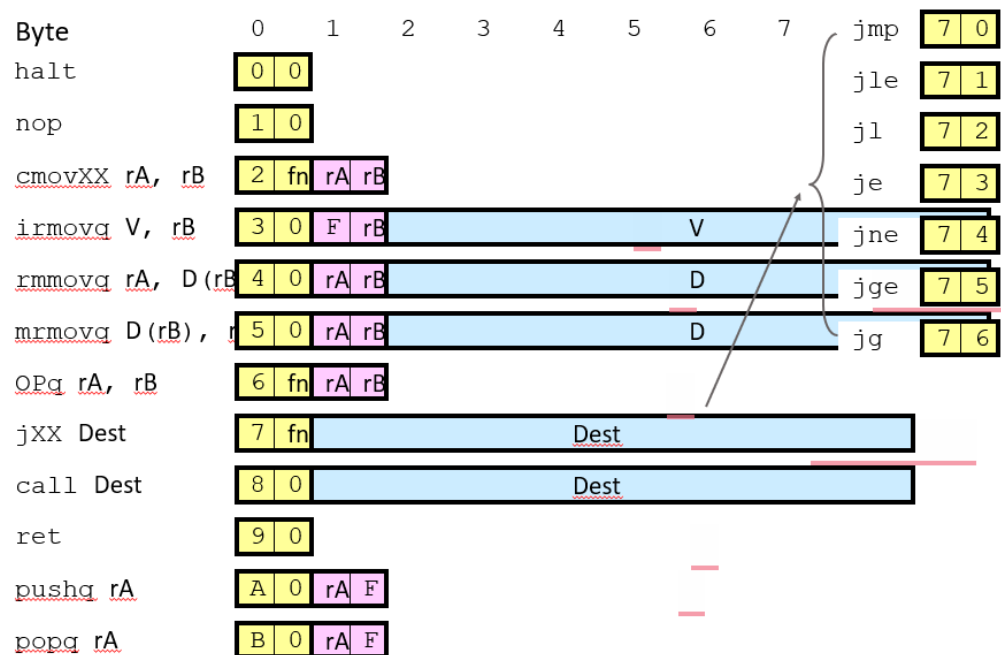 Byte 0 1 2 3 4 5 6 7 jmp 7 0
halt 0 0
jle 7 1
nop 1 0
jl 7 2
cmovXX rA, rB 2 fn rA rB
je 7 3
irmovq V, rB 3 0 F rB V
jne 7 4
rmmovq rA, D(rB 4 0 rA rB D
jge 7 5
mrmovq D(rB), 5 0 rA rB D
jg 7 6
OPq rA, rB 6 fn rA rB
jXX Dest 7 fn Dest
call Dest 8 0 Dest
ret 9 0
pushq rA A 0 rA F
popq rA B 0 rA F